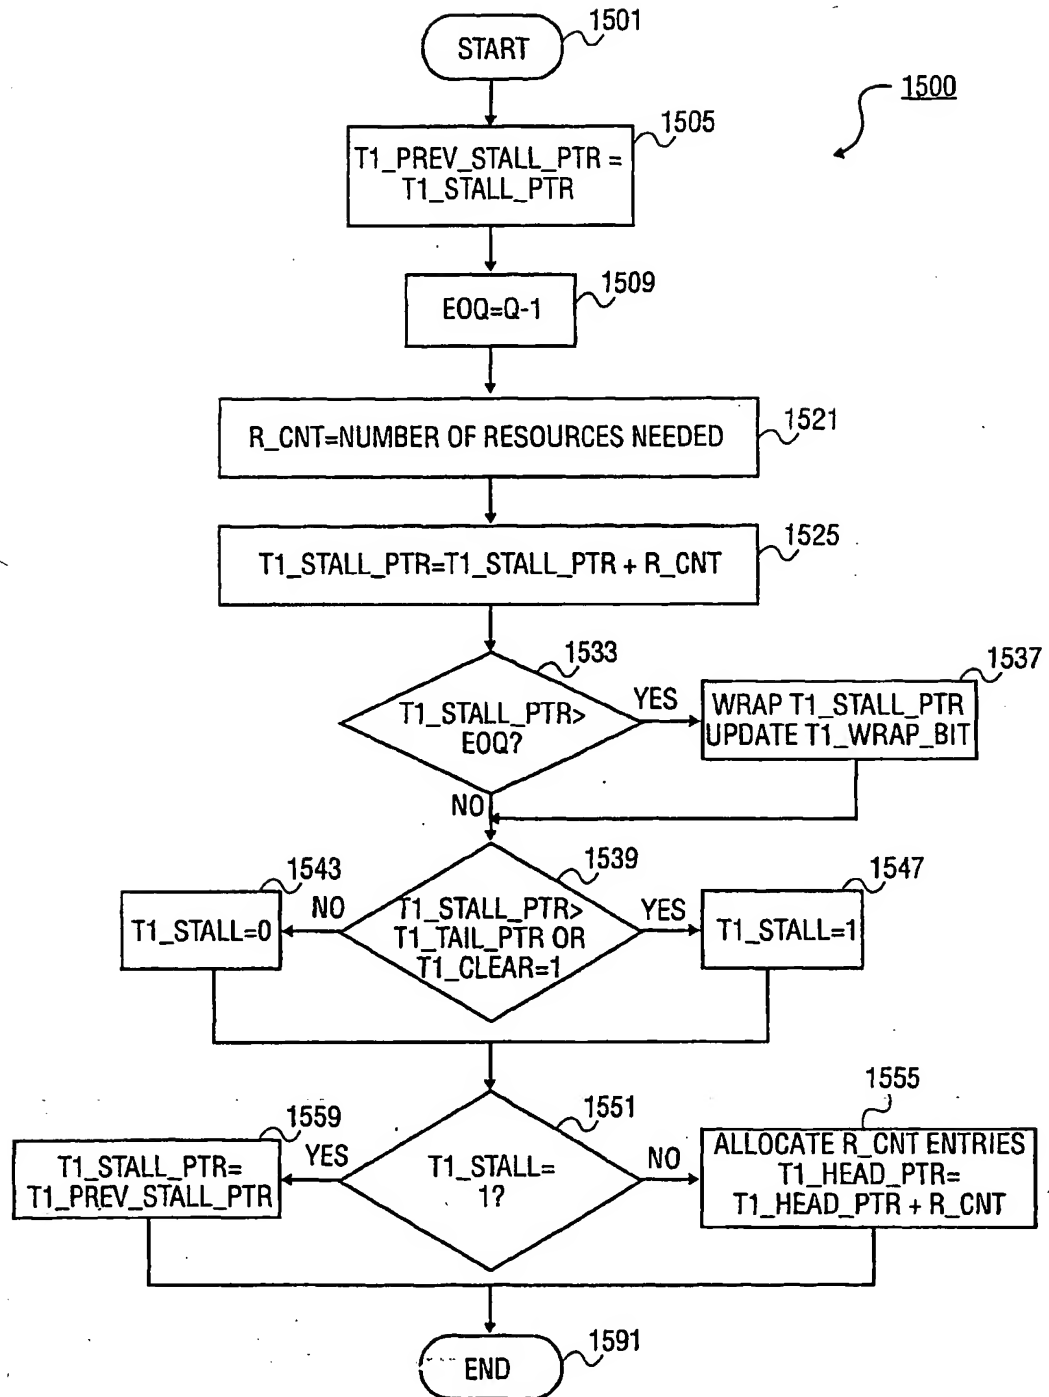 START
1501
1500
T1_PREV_STALL_PTR =
T1_STALL_PTR
1505
EOQ=Q-1
1509
R_CNT=NUMBER OF RESOURCES NEEDED
1521
T1_STALL_PTR=T1_STALL_PTR + R_CNT
1525
T1_STALL_PTR>
EOQ?
1533
YES
WRAP T1_STALL_PTR
UPDATE T1_WRAP_BIT
1537
NO
T1_STALL_PTR>
T1_TAIL_PTR OR
T1_CLEAR=1
1539
NO
T1_STALL=0
1543
YES
T1_STALL=1
1547
T1_STALL=
1?
1551
YES
T1_STALL_PTR=
T1_PREV_STALL_PTR
1559
NO
ALLOCATE R_CNT ENTRIES
T1_HEAD_PTR=
T1_HEAD_PTR + R_CNT
1555
END
1591